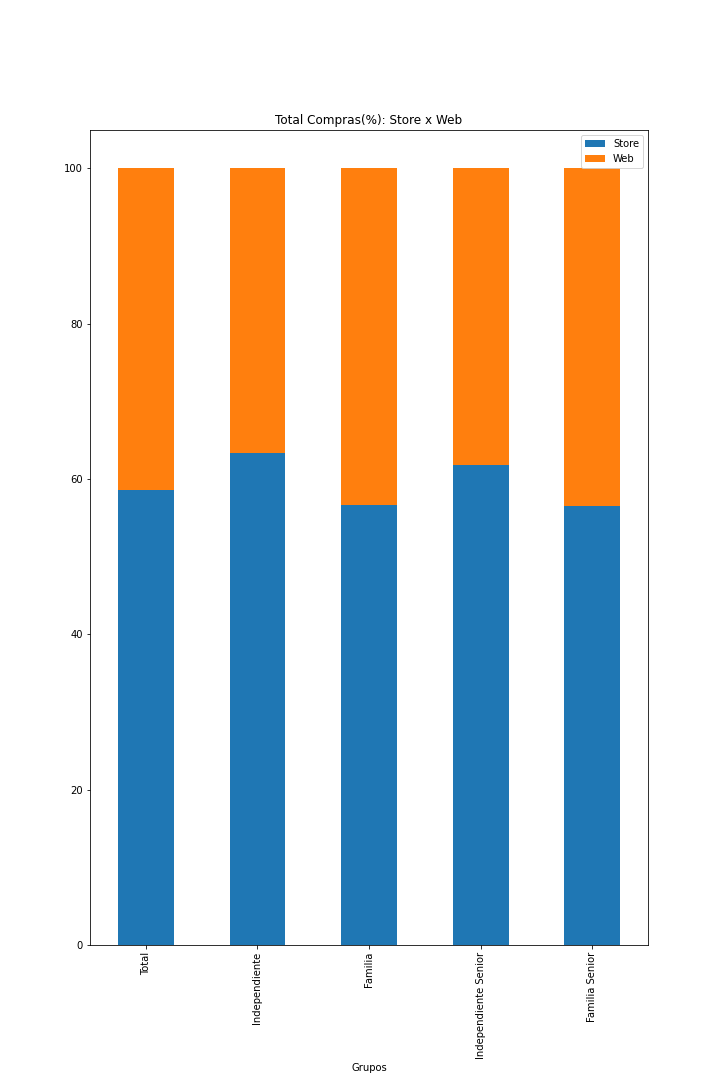 Total Compras(%): Store x Web
Store
Web
100
80
60
40
20
0
Total
Independiente
Familia
Independiente Senior
Familia Senior
Grupos